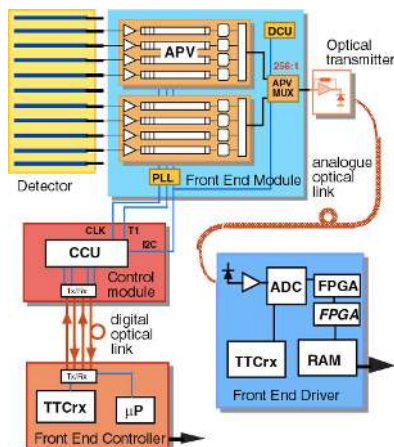 DCU
Optical
transmitter
APV
256:1
APV
MUX
PLL
Front End Module
Detector
analogue
optical
link
CLK
T1
I2C
CCU
Control
module
Tx/Rx
digital
optical
link
Tx/Rx
TTCrx
µP
Front End Controller
ADC
FPGA
FPGA
TTCrx
RAM
Front End Driver